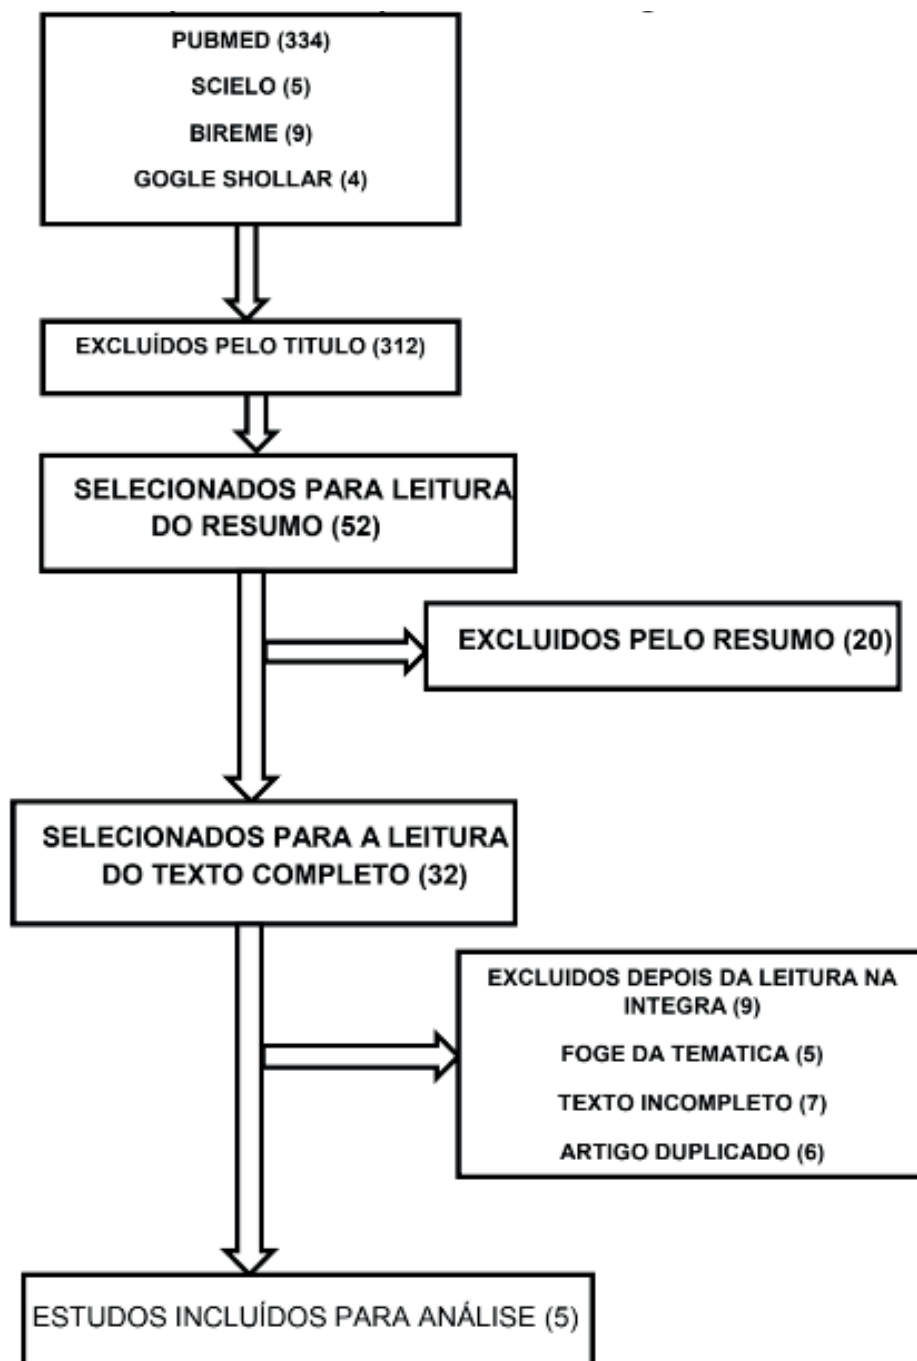 PUBMED (334)
SCIELO (5)
BIREME (9)
GOGLE SHOLLAR (4)
EXCLUÍDOS PELO TITULO (312)
SELECIONADOS PARA LEITURA
DO RESUMO (52)
EXCLUIDOS PELO RESUMO (20)
SELECIONADOS PARA A LEITURA
DO TEXTO COMPLETO (32)
EXCLUIDOS DEPOIS DA LEITURA NA
INTEGRA (9)
FOGE DA TEMATICA (5)
TEXTO INCOMPLETO (7)
ARTIGO DUPLICADO (6)
ESTUDOS INCLUÍDOS PARA ANÁLISE (5)